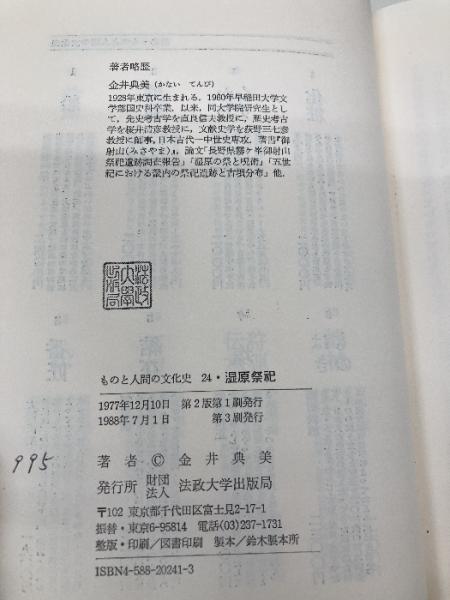 著者略歴
金井典美（かない てんび）
1928年東京に生まれる．1960年早稲田大学文
学部国史科卒業．以来，同大学院研究生とし
て，先史考古学を直良信夫教授に，歴史考古
学を桜井清彦教授に，文献史学を荻野三七彦
教授に師事．日本古代―中世史専攻．著書『御
射山（みさやま）』，論文「長野県霧ヶ峯御射山
祭祀遺跡調査報告」「湿原の祭と呪術」「五世
紀における畿内の祭祀遺跡と古墳分布」他．
法政
大学
出版局
ものと人間の文化史 24・湿原祭祀
1977年12月10日 第2版第1刷発行
1988年7月1日 第3刷発行
995
著者 © 金井典美
発行所 財団法人 法政大学出版局
〒102 東京都千代田区富士見2-17-1
振替・東京6-95814 電話(03)237-1731
整版・印刷／図書印刷 製本／鈴木製本所
ISBN4-588-20241-3